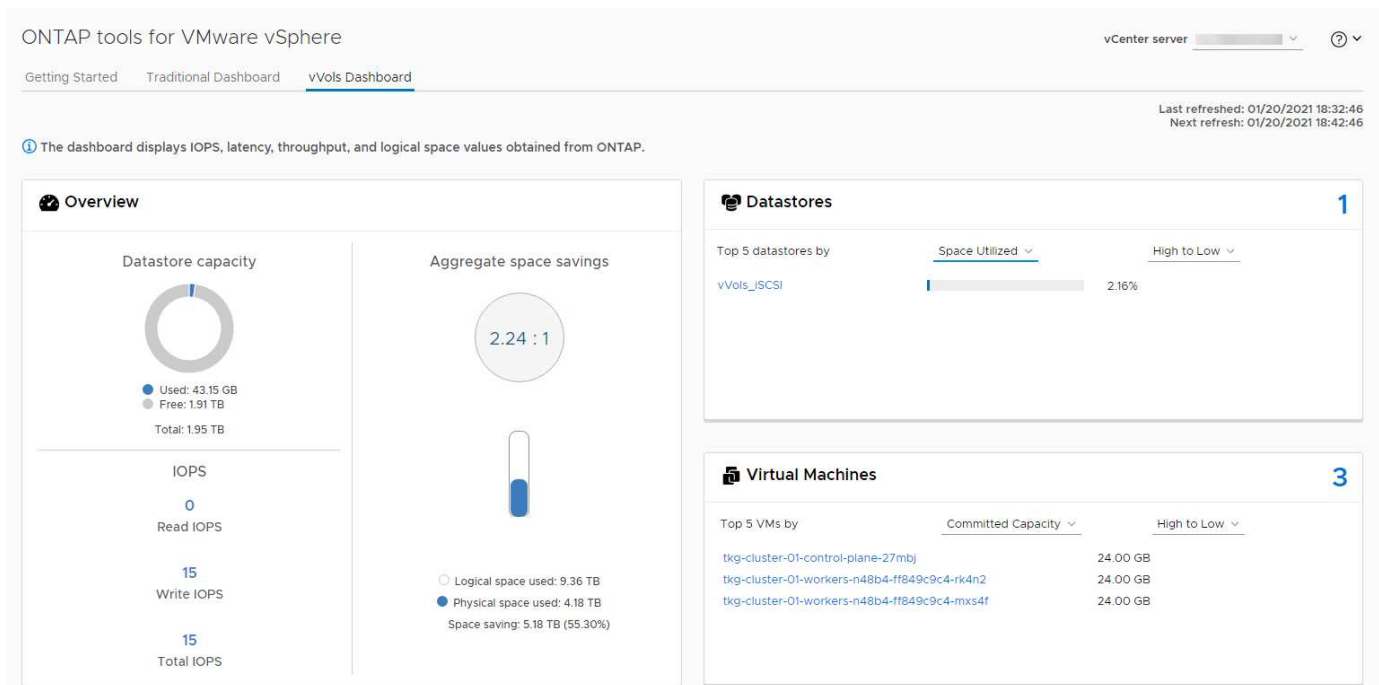 ONTAP tools for VMware vSphere
vCenter server
Getting Started Traditional Dashboard vVols Dashboard
Last refreshed: 01/20/2021 18:32:46
Next refresh: 01/20/2021 18:42:46
The dashboard displays IOPS, latency, throughput, and logical space values obtained from ONTAP.
Overview
Datastore capacity
Used: 43.15 GB
Free: 1.91 TB
Total: 1.95 TB
IOPS
0
Read IOPS
15
Write IOPS
15
Total IOPS
Aggregate space savings
2.24 : 1
Logical space used: 9.36 TB
Physical space used: 4.18 TB
Space saving: 5.18 TB (55.30%)
Datastores 1
Top 5 datastores by Space Utilized High to Low
vVols_iSCSI 2.16%
Virtual Machines 3
Top 5 VMs by Committed Capacity High to Low
tkg-cluster-01-control-plane-27mbj 24.00 GB
tkg-cluster-01-workers-n48b4-ff849c9c4-rk4n2 24.00 GB
tkg-cluster-01-workers-n48b4-ff849c9c4-mxs4f 24.00 GB